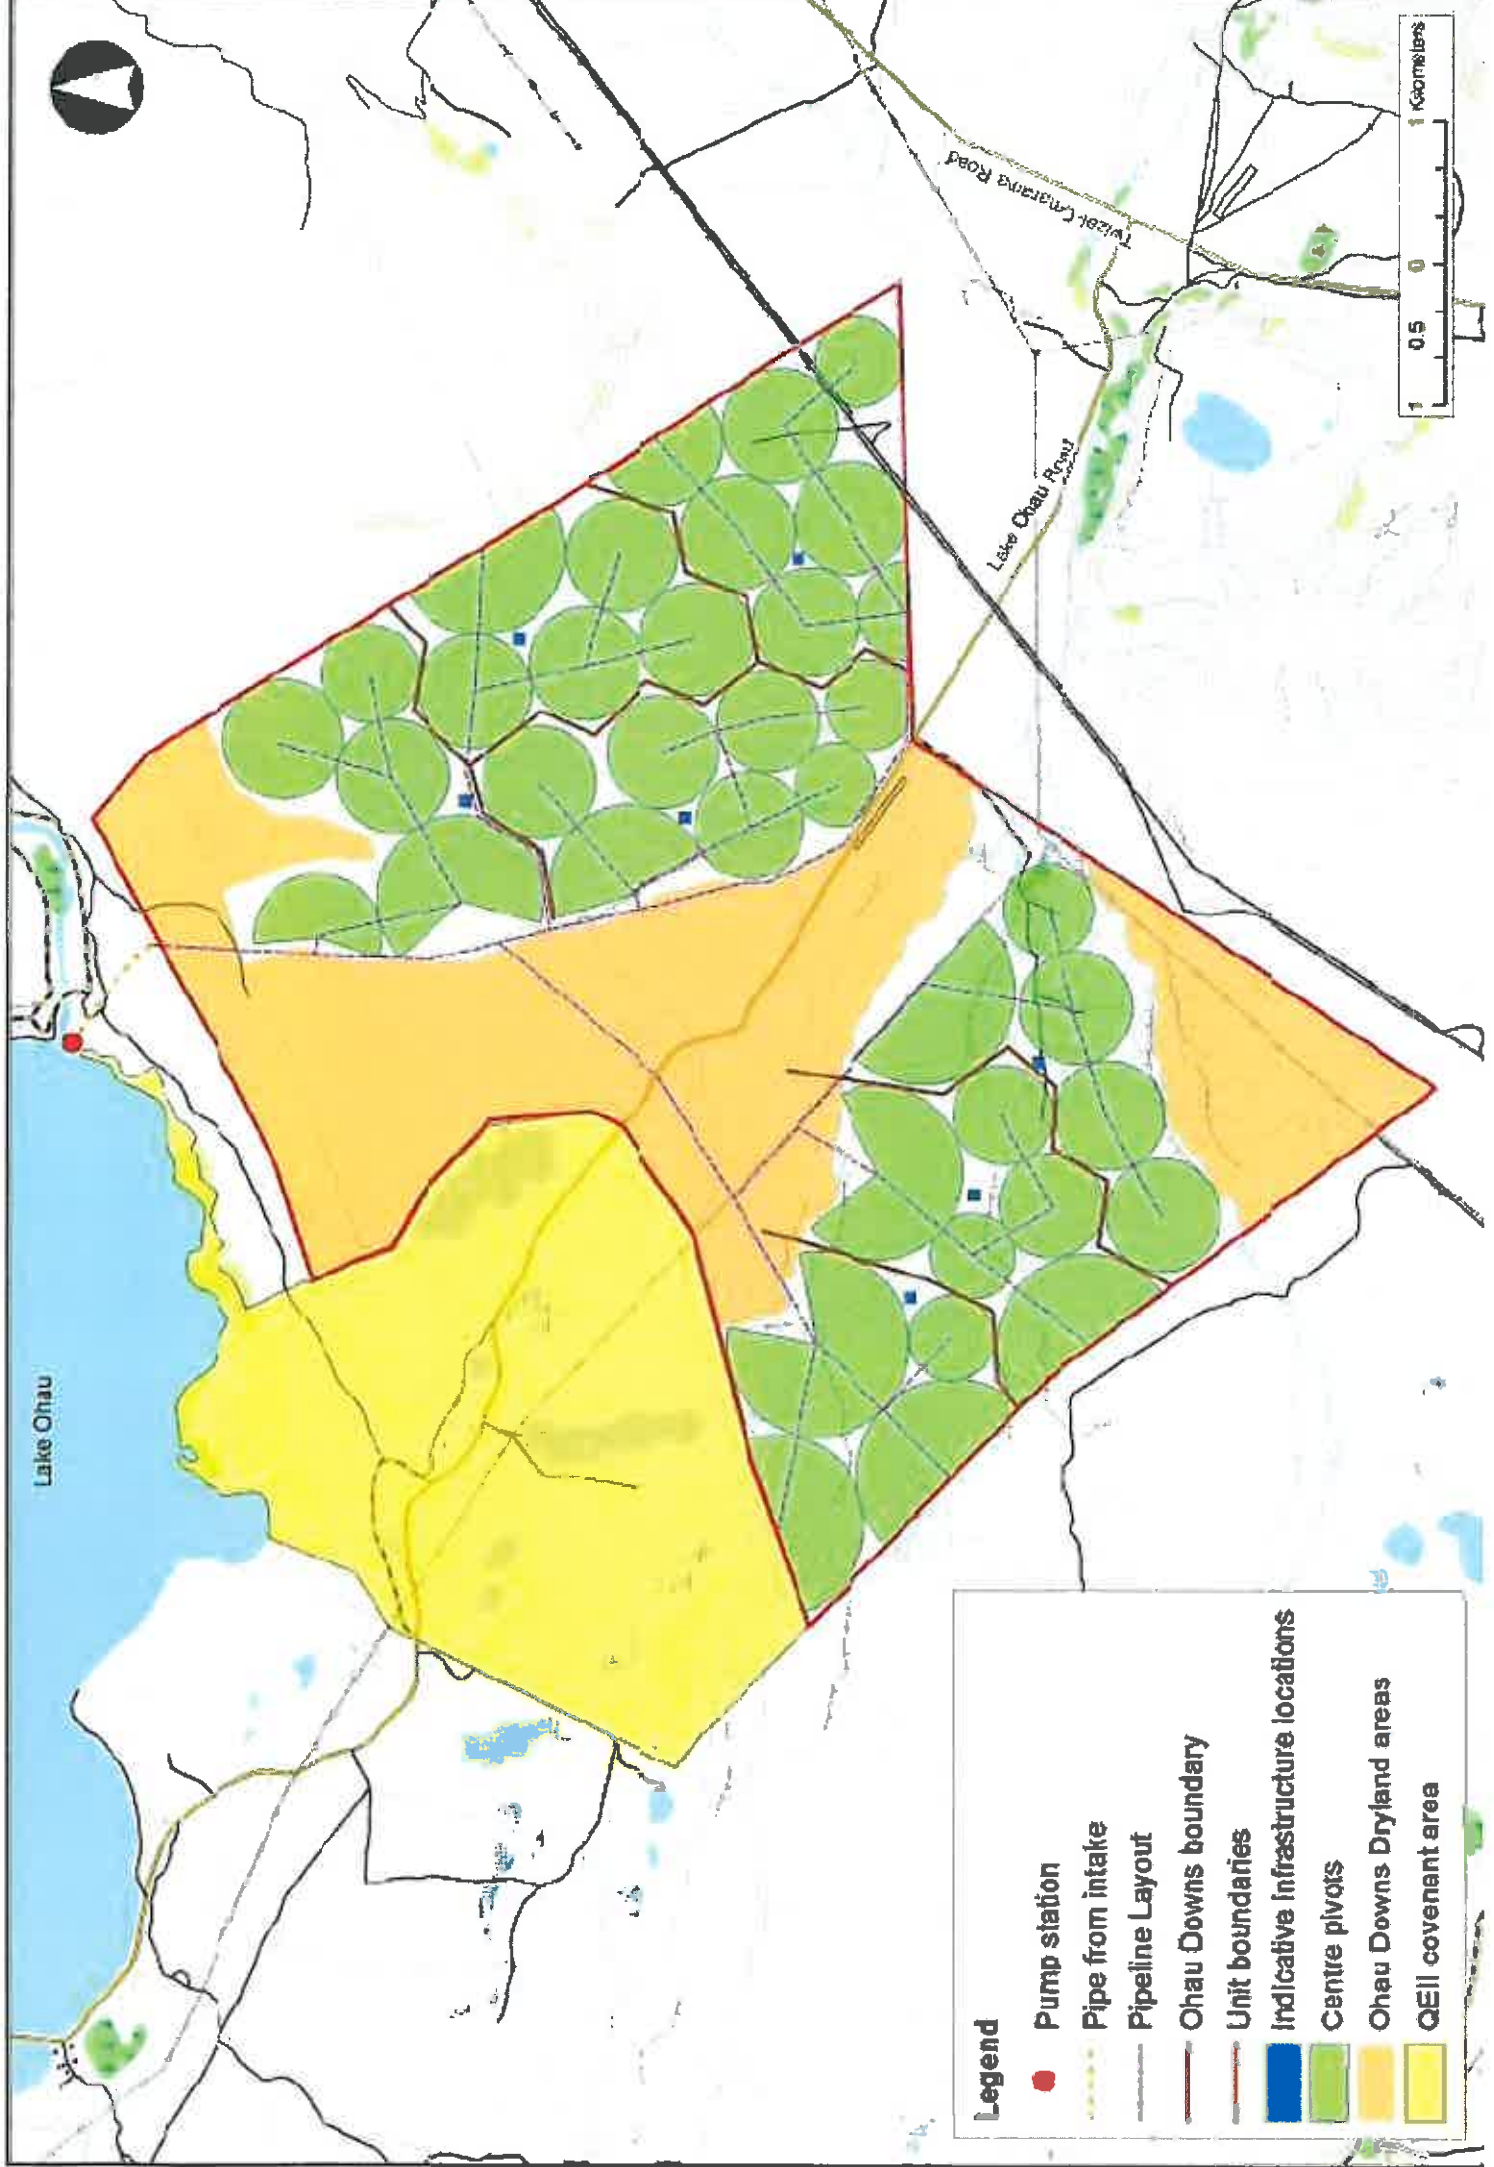 Lake Ohau
Twizel-Omarama Road
Lake Ohau Road
1 0.5 0 1 Kilometers
Legend
Pump station
Pipe from intake
Pipeline Layout
Ohau Downs boundary
Unit boundaries
Indicative Infrastructure locations
Centre pivots
Ohau Downs Dryland areas
QEII covenant area